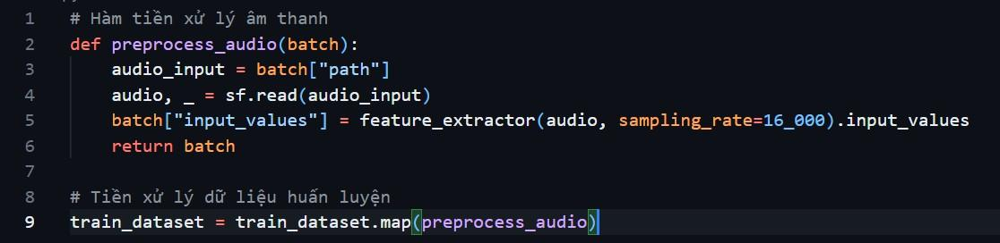 1 # Hàm tiền xử lý âm thanh
2 def preprocess_audio(batch):
3     audio_input = batch["path"]
4     audio, _ = sf.read(audio_input)
5     batch["input_values"] = feature_extractor(audio, sampling_rate=16_000).input_values
6     return batch
7
8 # Tiền xử lý dữ liệu huấn luyện
9 train_dataset = train_dataset.map(preprocess_audio)